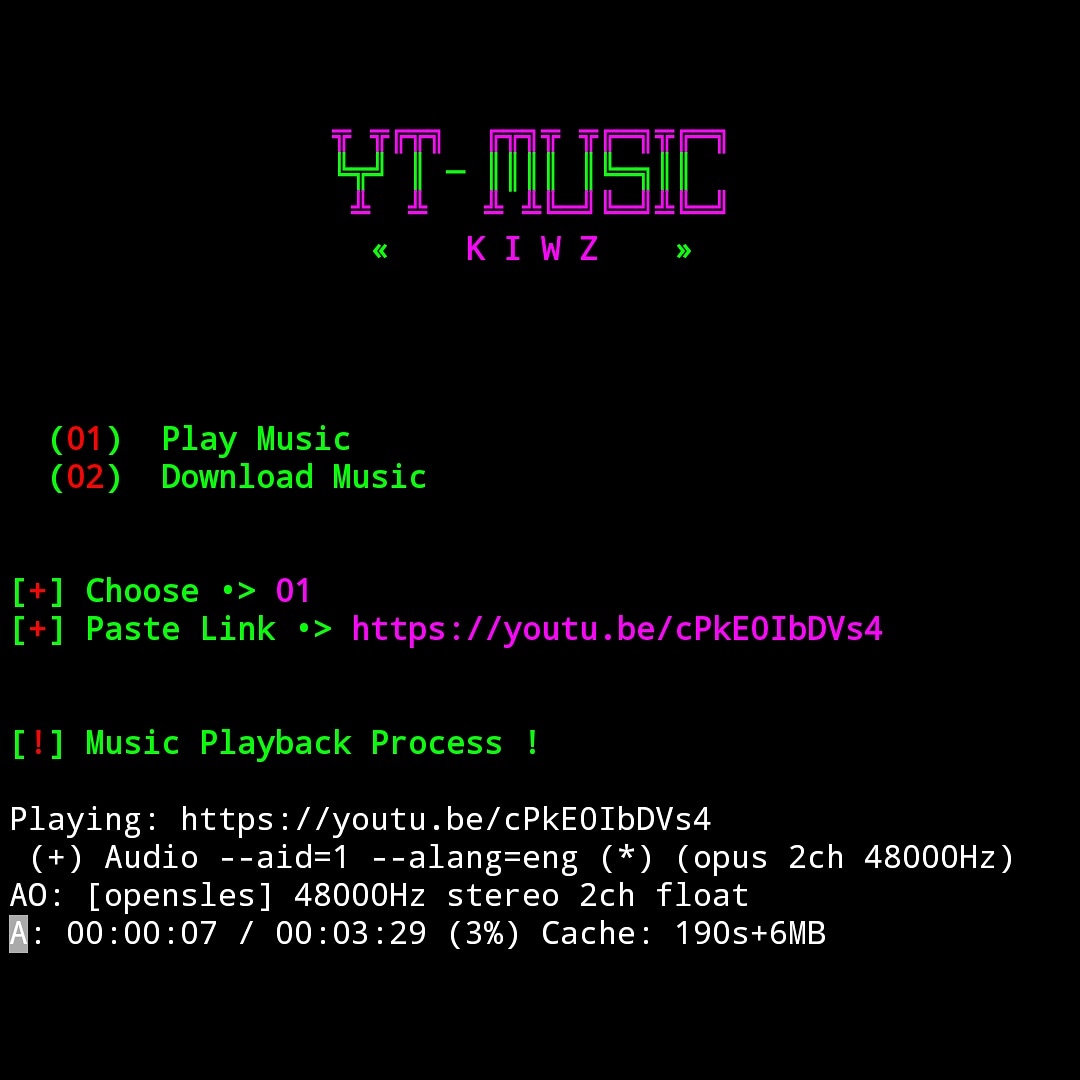 YT-MUSIC
« K I W Z »
(01) Play Music
(02) Download Music
[+] Choose •> 01
[+] Paste Link •> https://youtu.be/cPkE0IbDVs4
[!] Music Playback Process !
Playing: https://youtu.be/cPkE0IbDVs4
(+) Audio --aid=1 --alang=eng (*) (opus 2ch 48000Hz)
AO: [opensles] 48000Hz stereo 2ch float
A: 00:00:07 / 00:03:29 (3%) Cache: 190s+6MB